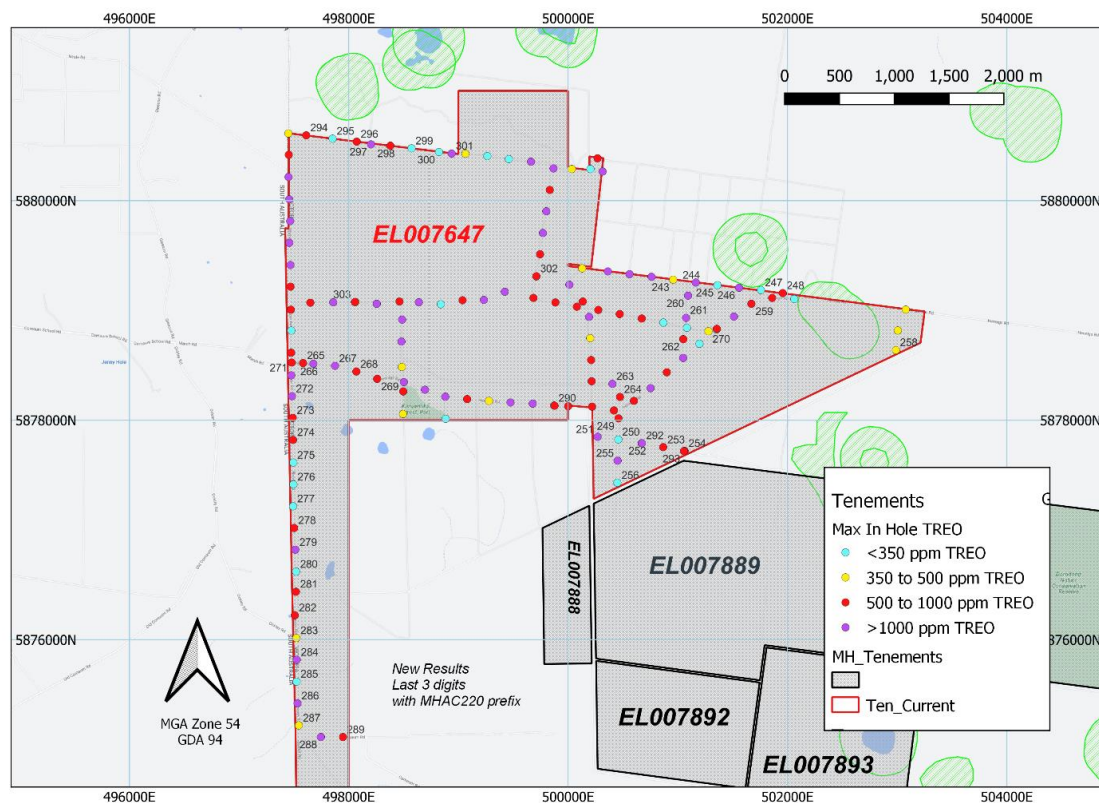 496000E 498000E 500000E 502000E 504000E
0 500 1,000 1,500 2,000 m
294 295 296 299 301
297 298 300
5880000N 5880000N
SOUTH AUSTRALIA
EL007647
302
303
243 244 245 246 247 248
260 261 259
262 270 258
271 265 267
266 268
272 269 263
264
273 290
5878000N 5878000N
274 251 249 250 292 253 254
275 255 252 293
276 256
277
278
279
280
281
282
283
284
285
286
287
288 289
5876000N 376000N
EL007888
EL007889
EL007892
EL007893
New Results
Last 3 digits
with MHAC220 prefix
MGA Zone 54
GDA 94
Tenements
Max In Hole TREO
<350 ppm TREO
350 to 500 ppm TREO
500 to 1000 ppm TREO
>1000 ppm TREO
MH_Tenements
Ten_Current
G
496000E 498000E 500000E 502000E 504000E